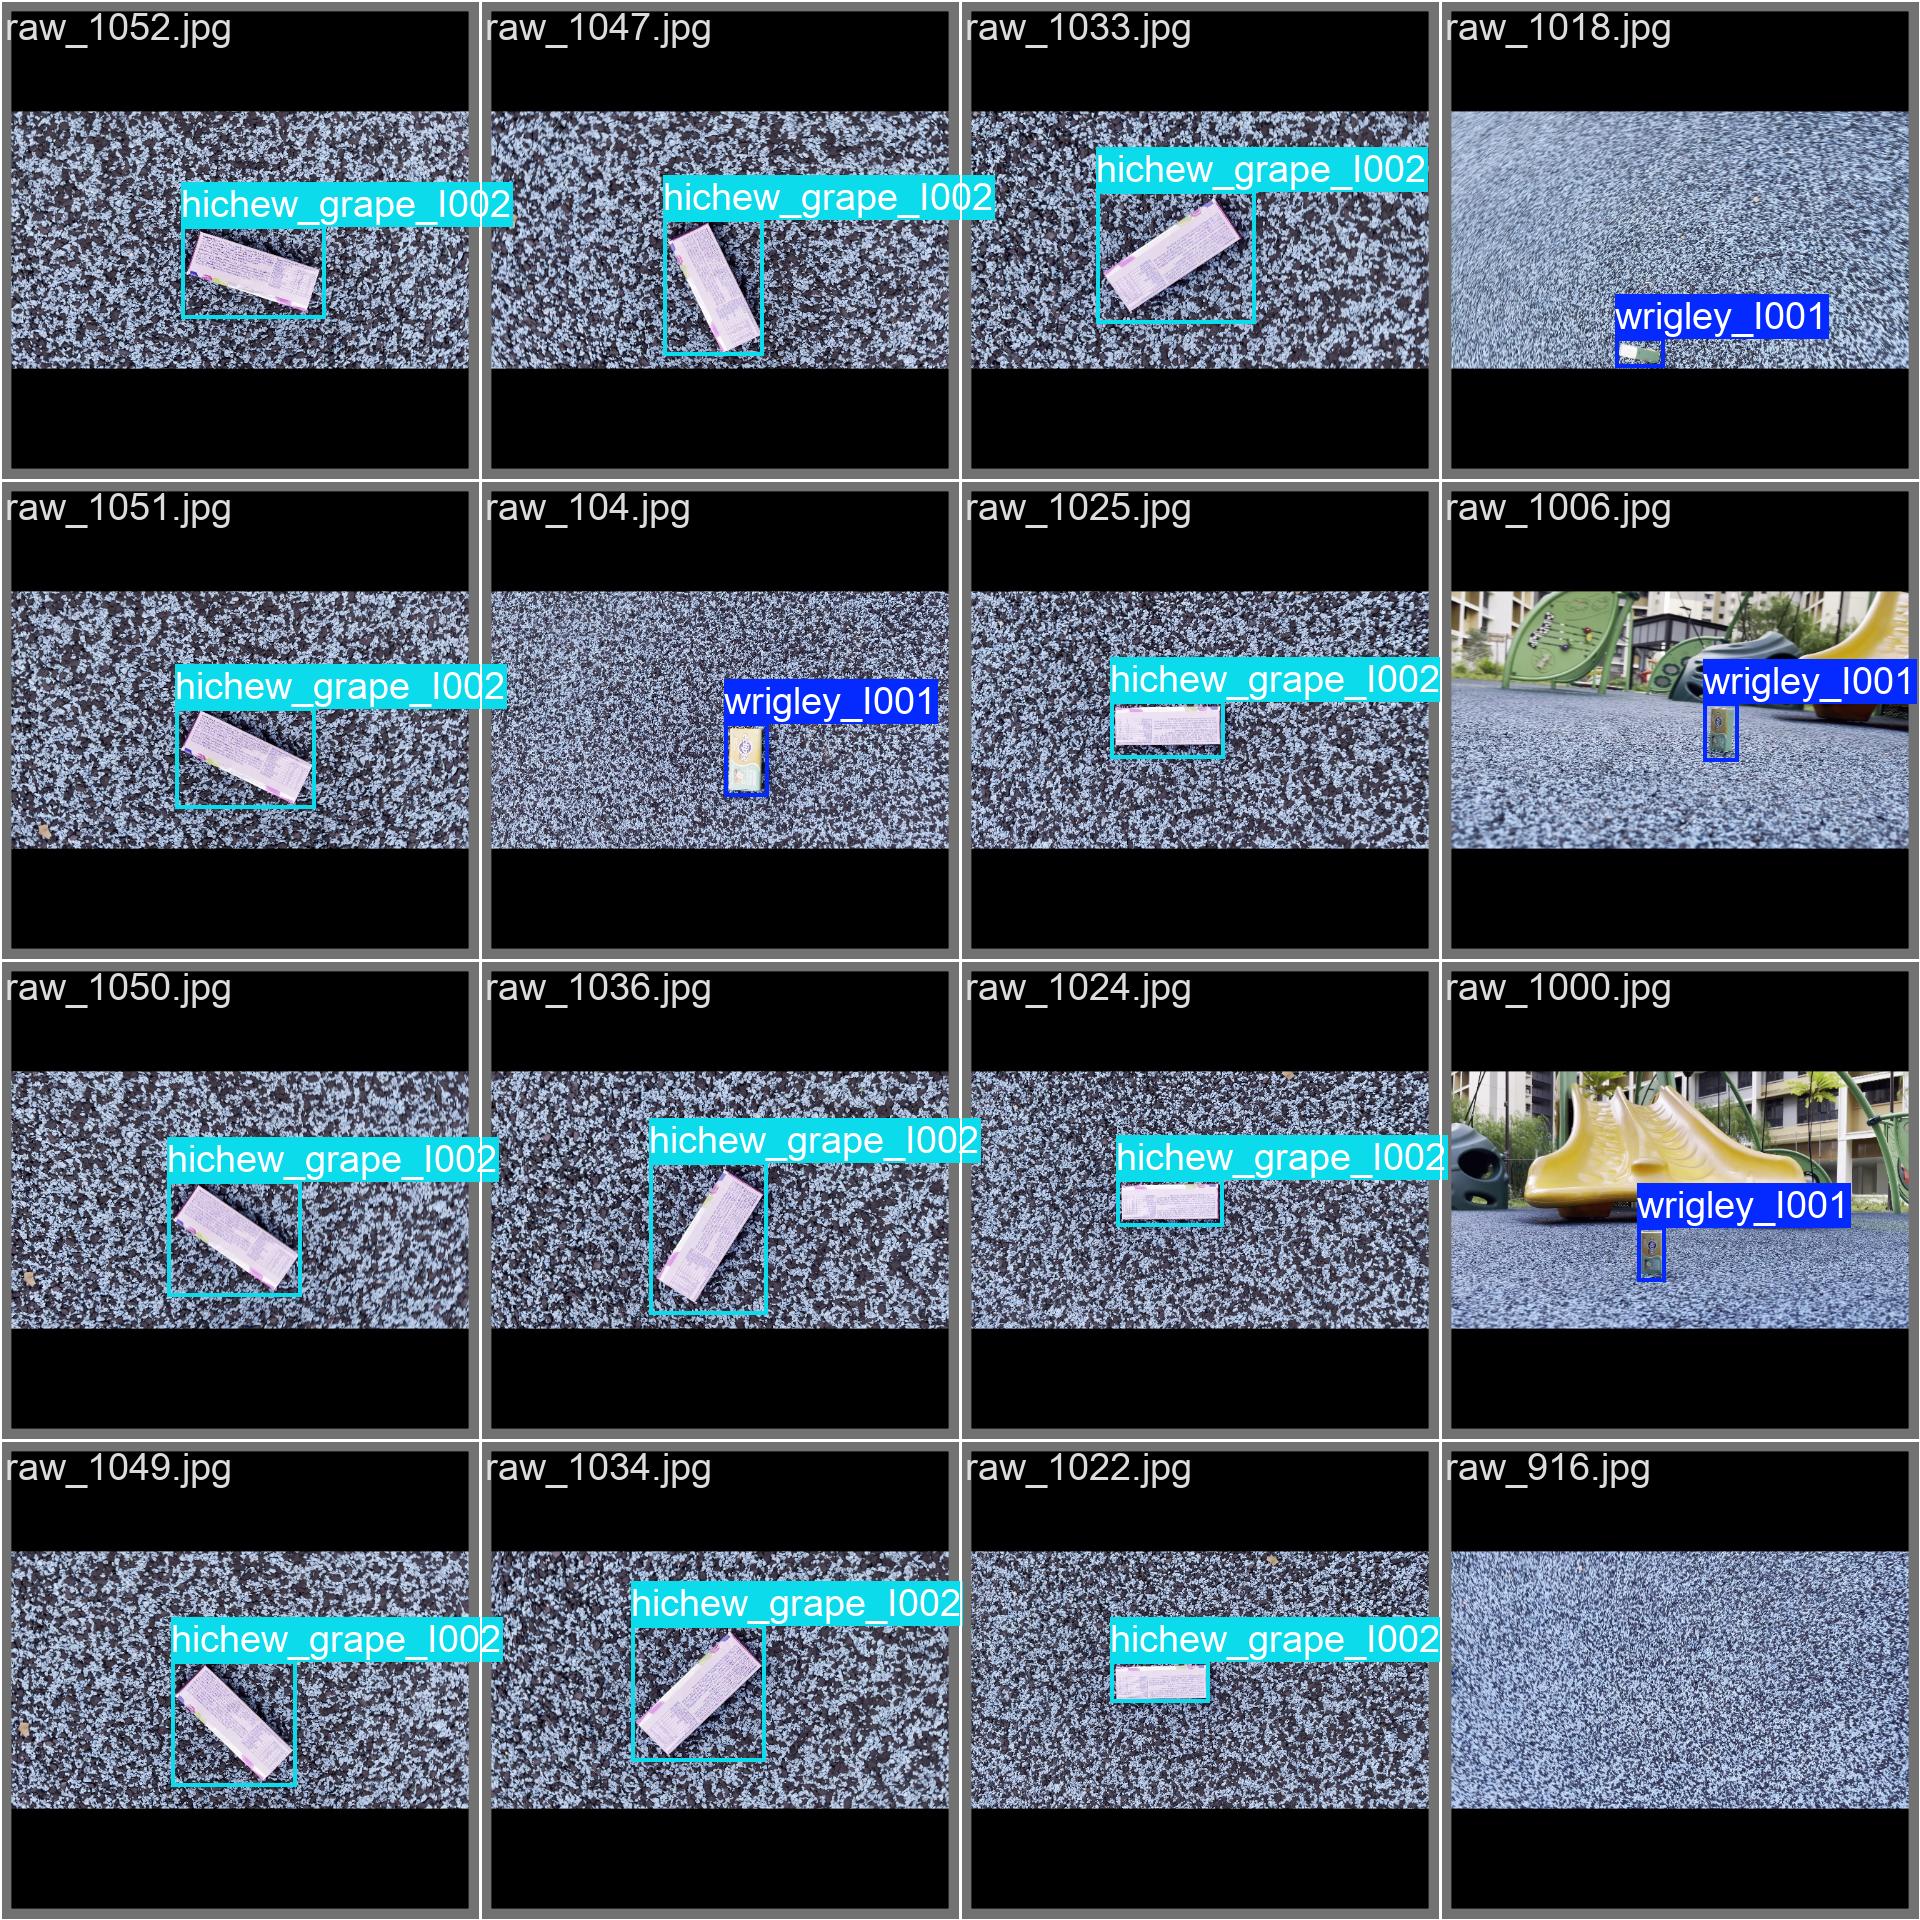 raw_1052.jpg
raw_1047.jpg
raw_1033.jpg
raw_1018.jpg
hichew_grape_l002
hichew_grape_l002
hichew_grape_l002
wrigley_l001
raw_1051.jpg
raw_104.jpg
raw_1025.jpg
raw_1006.jpg
hichew_grape_l002
wrigley_l001
hichew_grape_l002
wrigley_l001
raw_1050.jpg
raw_1036.jpg
raw_1024.jpg
raw_1000.jpg
hichew_grape_l002
hichew_grape_l002
hichew_grape_l002
wrigley_l001
raw_1049.jpg
raw_1034.jpg
raw_1022.jpg
raw_916.jpg
hichew_grape_l002
hichew_grape_l002
hichew_grape_l002